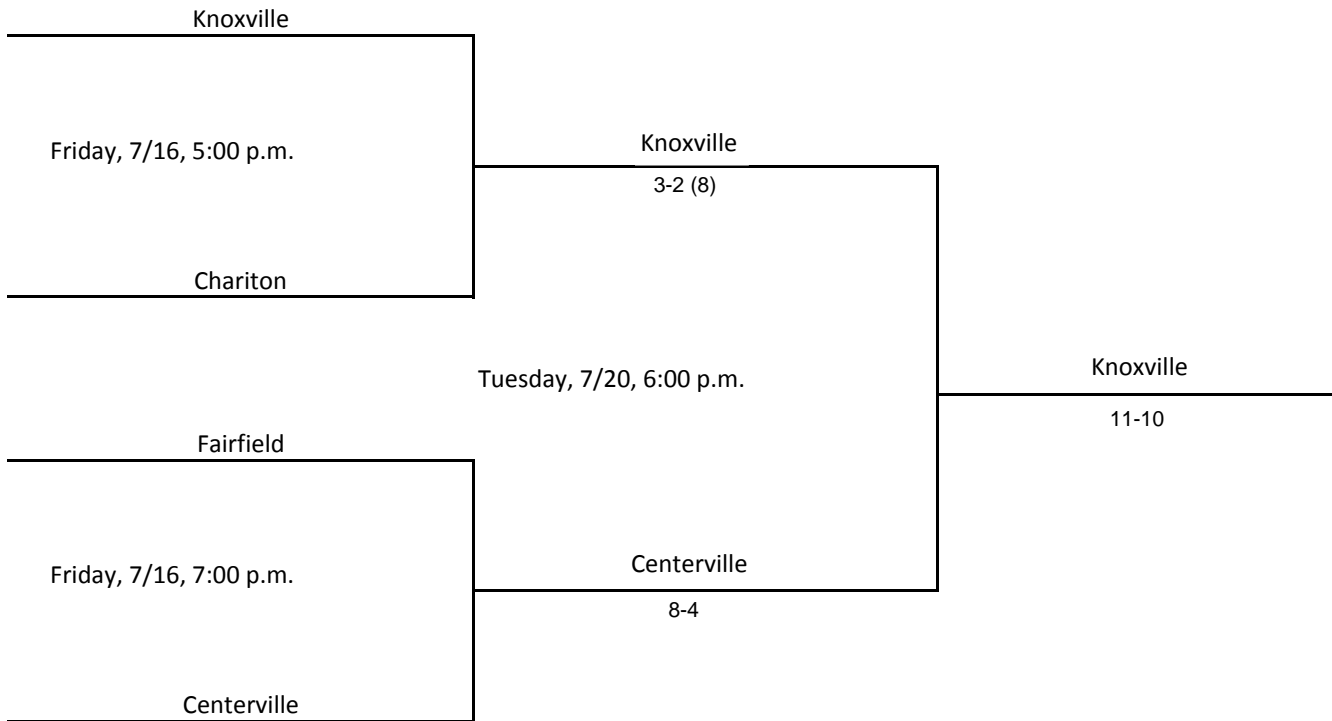 Knoxville
Friday, 7/16, 5:00 p.m.
Knoxville
3-2 (8)
Chariton
Tuesday, 7/20, 6:00 p.m.
Knoxville
11-10
Fairfield
Friday, 7/16, 7:00 p.m.
Centerville
8-4
Centerville